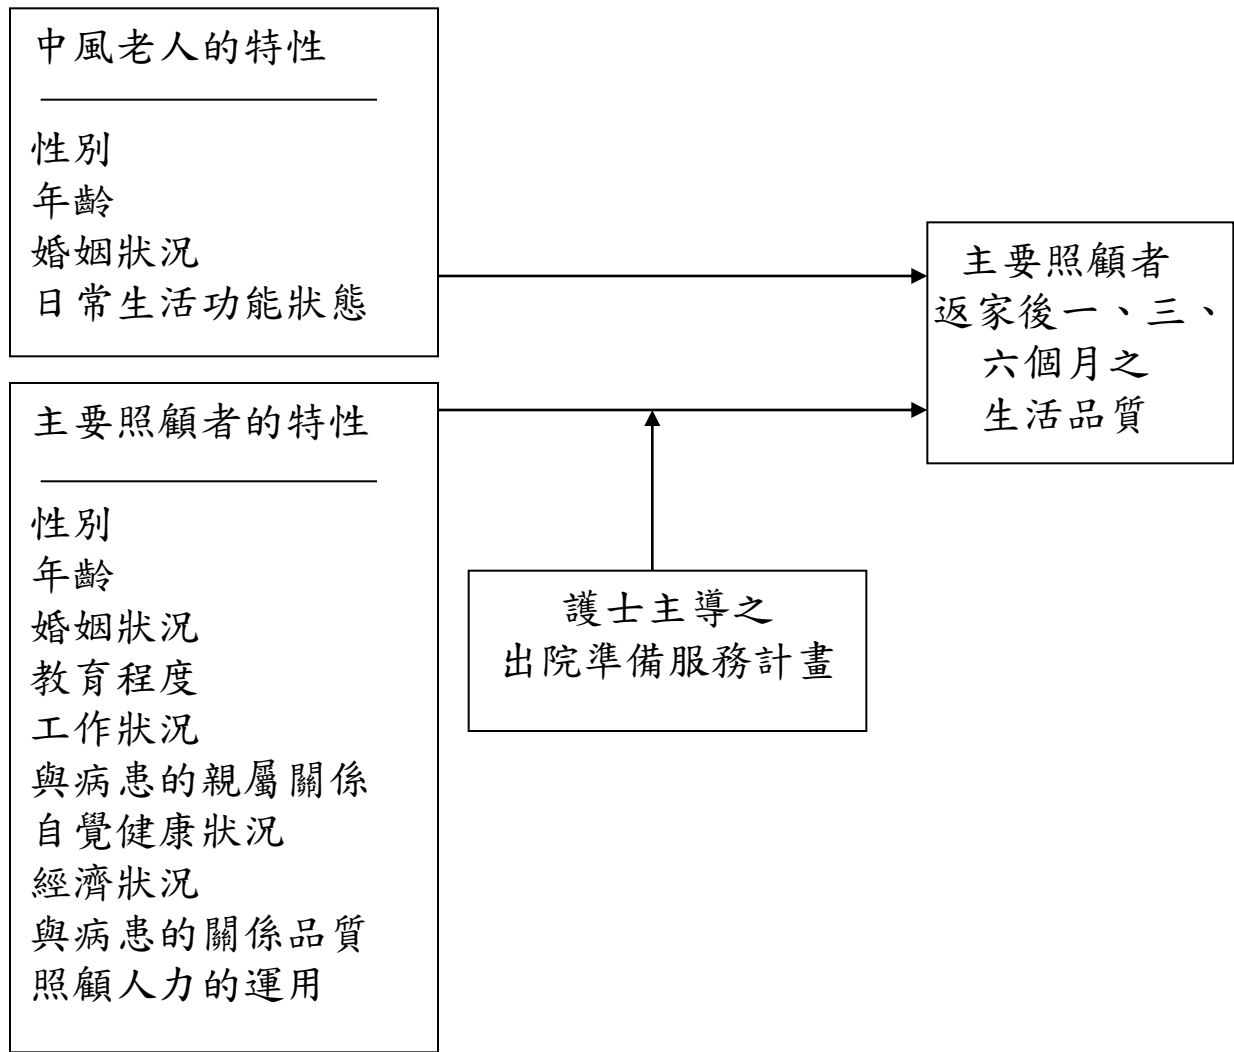 中風老人的特性
性別
年齡
婚姻狀況
日常生活功能狀態
主要照顧者的特性
性別
年齡
婚姻狀況
教育程度
工作狀況
與病患的親屬關係
自覺健康狀況
經濟狀況
與病患的關係品質
照顧人力的運用
護士主導之
出院準備服務計畫
主要照顧者
返家後一、三、
六個月之
生活品質